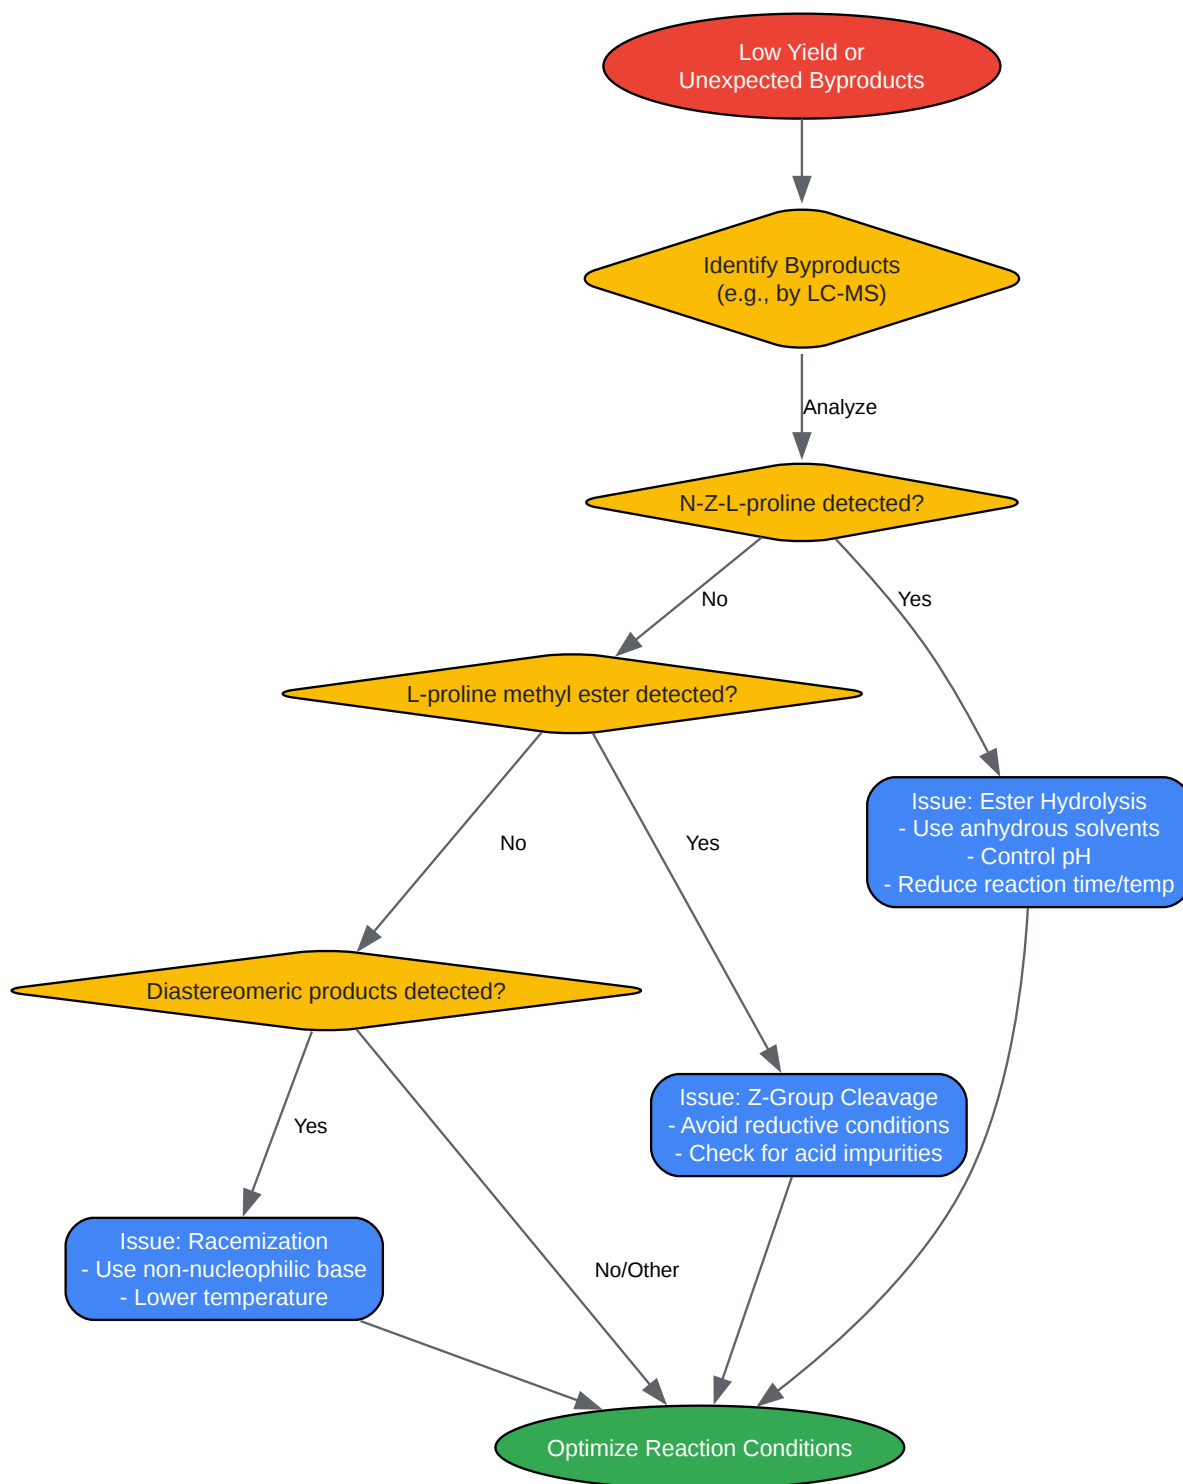 Low Yield or
Unexpected Byproducts
Identify Byproducts
(e.g., by LC-MS)
Analyze
N-Z-L-proline detected?
No
Yes
L-proline methyl ester detected?
Issue: Ester Hydrolysis
- Use anhydrous solvents
- Control pH
- Reduce reaction time/temp
No
Yes
Diastereomeric products detected?
Issue: Z-Group Cleavage
- Avoid reductive conditions
- Check for acid impurities
Yes
Issue: Racemization
- Use non-nucleophilic base
- Lower temperature
No/Other
Optimize Reaction Conditions